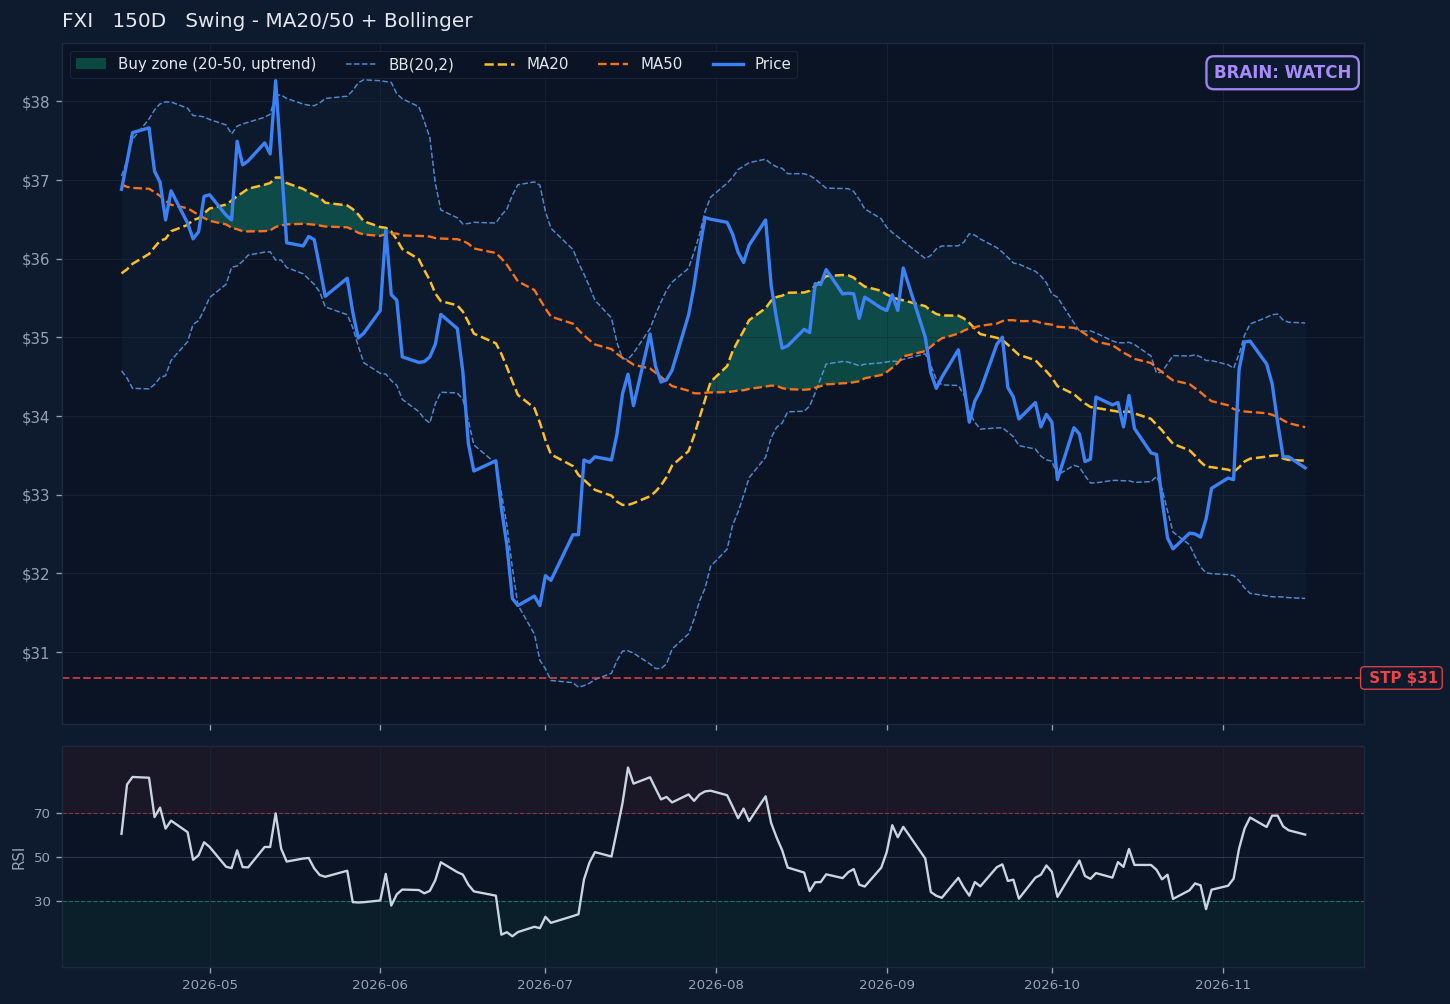 FXI   150D   Swing - MA20/50 + Bollinger
Buy zone (20-50, uptrend)   BB(20,2)   MA20   MA50   Price
BRAIN: WATCH
$38
$37
$36
$35
$34
$33
$32
$31
STP $31
70
50
30
RSI
2026-05   2026-06   2026-07   2026-08   2026-09   2026-10   2026-11